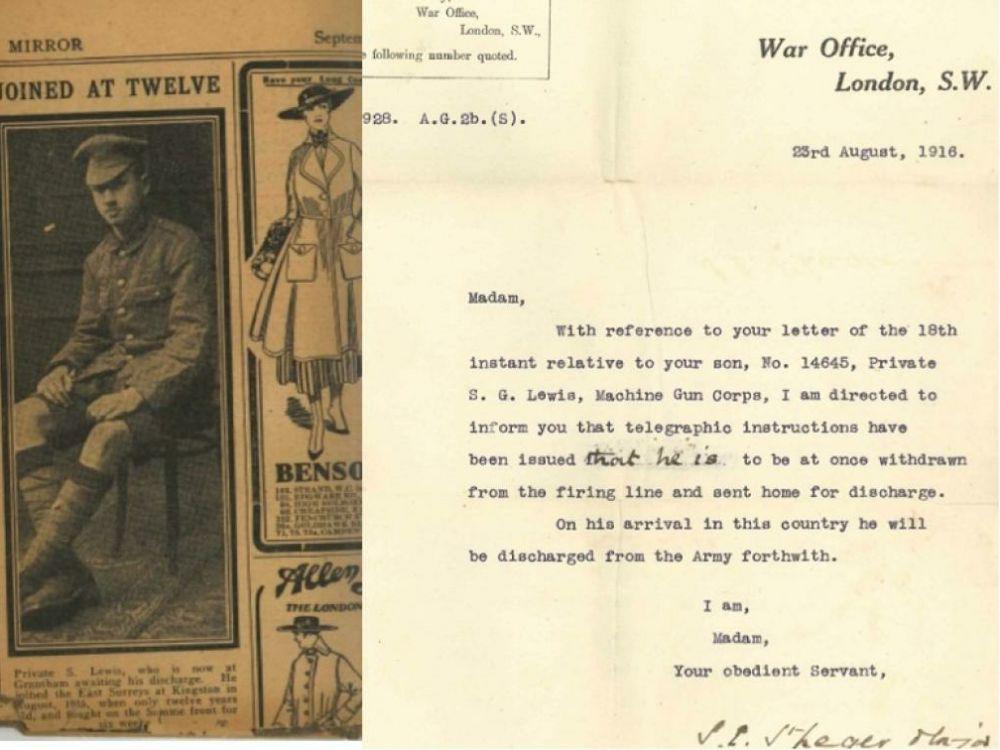 MIRROR
Septem
JOINED AT TWELVE
Save your Long
BENSO
Allen
THE LONDON
Private S. Lewis, who is now at
Grantham awaiting his discharge. He
joined the East Surreys at Kingston in
August, 1915, when only twelve years
ld, and fought on the Somme front for
six week
War Office,
London, S.W.,
following number quoted.
928. A.G.2b.(S).
War Office,
London, S.W.
23rd August, 1916.
Madam,
With reference to your letter of the 18th
instant relative to your son, No. 14645, Private
S. G. Lewis, Machine Gun Corps, I am directed to
inform you that telegraphic instructions have
been issued that he is to be at once withdrawn
from the firing line and sent home for discharge.
On his arrival in this country he will
be discharged from the Army forthwith.
I am,
Madam,
Your obedient Servant,
Major